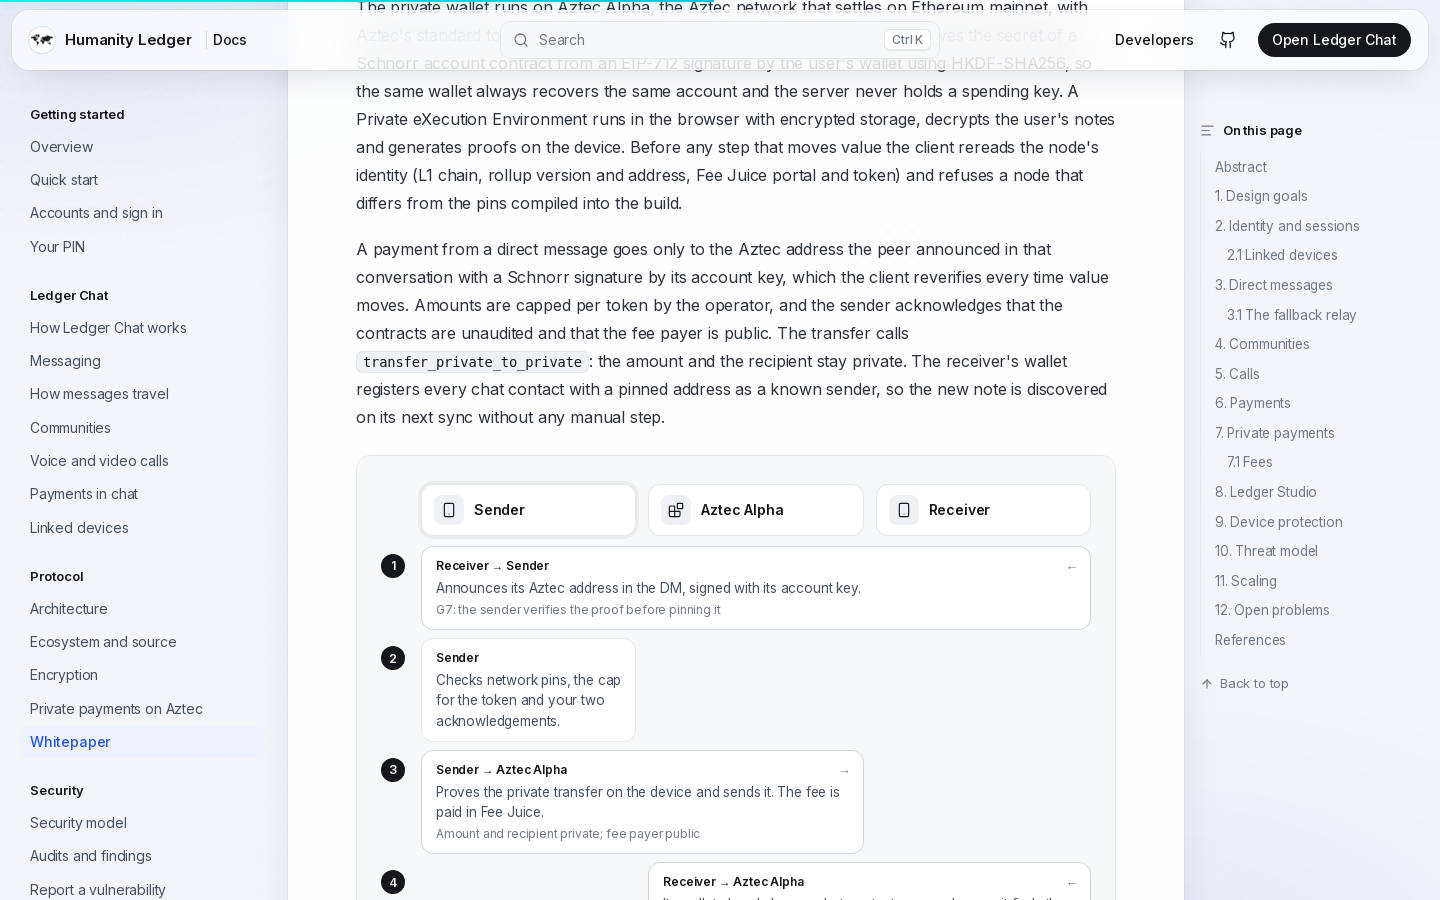 The private wallet runs on Aztec Alpha, the Aztec network that settles on Ethereum mainnet, with
Humanity Ledger
Docs
Search
Ctrl K
Developers
Open Ledger Chat
Aztec's standard to
ves the secret of a
Schnorr account contract from an EIP-712 signature by the user's wallet using HKDF-SHA256, so
the same wallet always recovers the same account and the server never holds a spending key. A
Private eXecution Environment runs in the browser with encrypted storage, decrypts the user's notes
and generates proofs on the device. Before any step that moves value the client rereads the node's
identity (L1 chain, rollup version and address, Fee Juice portal and token) and refuses a node that
differs from the pins compiled into the build.
A payment from a direct message goes only to the Aztec address the peer announced in that
conversation with a Schnorr signature by its account key, which the client reverifies every time value
moves. Amounts are capped per token by the operator, and the sender acknowledges that the
contracts are unaudited and that the fee payer is public. The transfer calls
transfer_private_to_private: the amount and the recipient stay private. The receiver's wallet
registers every chat contact with a pinned address as a known sender, so the new note is discovered
on its next sync without any manual step.
Sender
Aztec Alpha
Receiver
1
Receiver → Sender
←
Announces its Aztec address in the DM, signed with its account key.
G7: the sender verifies the proof before pinning it
2
Sender
Checks network pins, the cap
for the token and your two
acknowledgements.
3
Sender → Aztec Alpha
→
Proves the private transfer on the device and sends it. The fee is
paid in Fee Juice.
Amount and recipient private; fee payer public
4
Receiver → Aztec Alpha
←
Getting started
Overview
Quick start
Accounts and sign in
Your PIN
Ledger Chat
How Ledger Chat works
Messaging
How messages travel
Communities
Voice and video calls
Payments in chat
Linked devices
Protocol
Architecture
Ecosystem and source
Encryption
Private payments on Aztec
Whitepaper
Security
Security model
Audits and findings
Report a vulnerability
On this page
Abstract
1. Design goals
2. Identity and sessions
2.1 Linked devices
3. Direct messages
3.1 The fallback relay
4. Communities
5. Calls
6. Payments
7. Private payments
7.1 Fees
8. Ledger Studio
9. Device protection
10. Threat model
11. Scaling
12. Open problems
References
Back to top